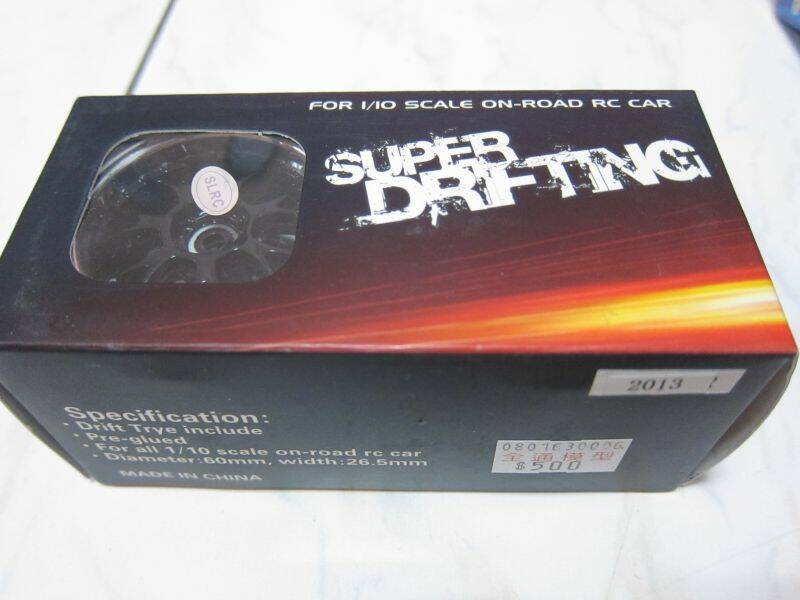 FOR 1/10 SCALE ON-ROAD RC CAR
SUPER
DRIFTING
SLRC
2013
Specification:
· Drift Trye include
· Pre-glued
· For all 1/10 scale on-road rc car
· Diameter:60mm, width:26.5mm
MADE IN CHINA
全通模型
$500